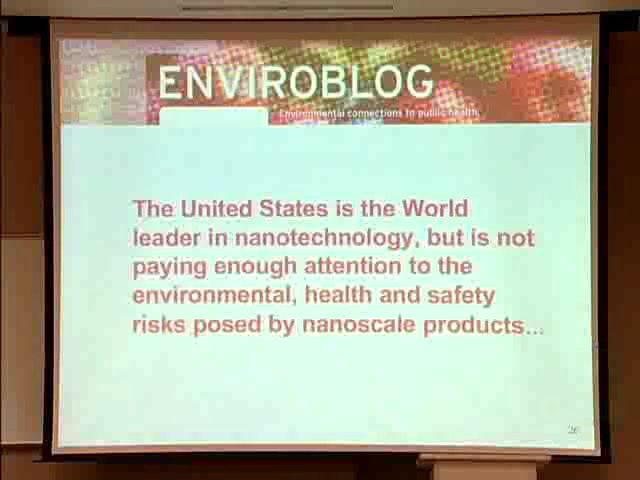 ENVIROBLOG
Environmental connections to public health.
The United States is the World
leader in nanotechnology, but is not
paying enough attention to the
environmental, health and safety
risks posed by nanoscale products...
26